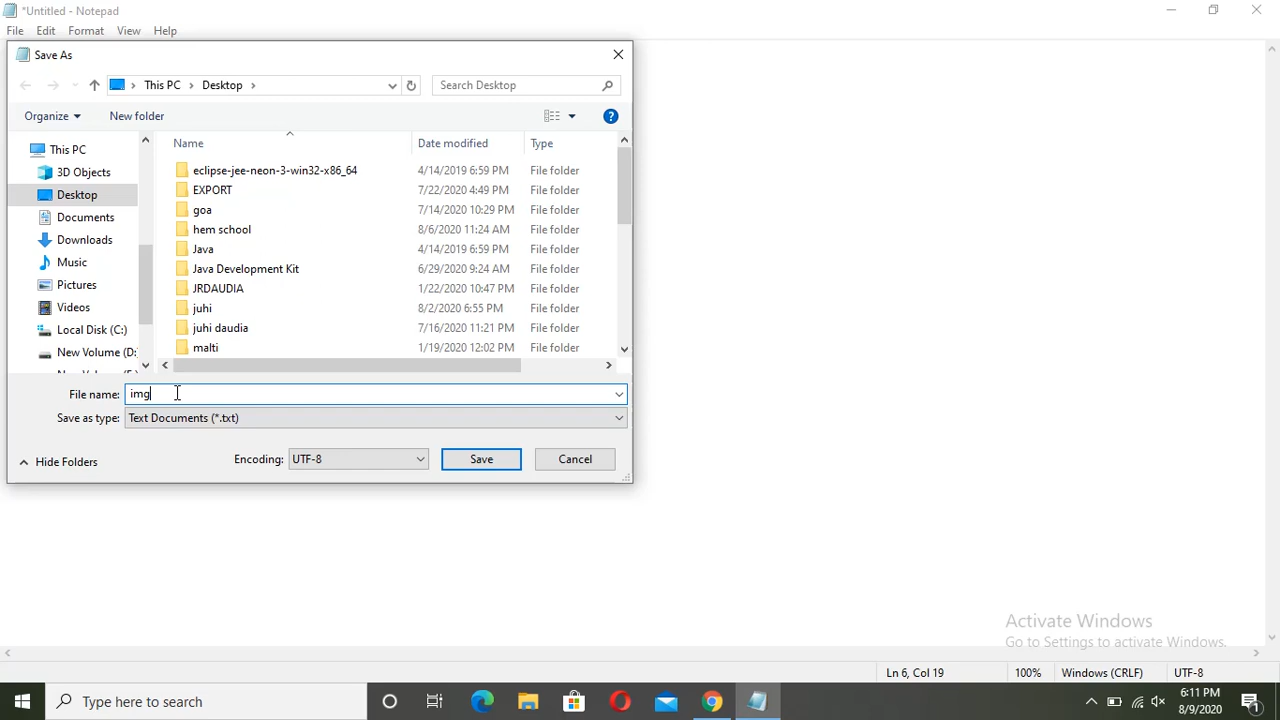 *Untitled - Notepad
File Edit Format View Help
Save As
This PC Desktop
Search Desktop
Organize New folder
Name Date modified Type
This PC
3D Objects
Desktop
Documents
Downloads
Music
Pictures
Videos
Local Disk (C:)
New Volume (D:
eclipse-jee-neon-3-win32-x86_64 4/14/2019 6:59 PM File folder
EXPORT 7/22/2020 4:49 PM File folder
goa 7/14/2020 10:29 PM File folder
hem school 8/6/2020 11:24 AM File folder
Java 4/14/2019 6:59 PM File folder
Java Development Kit 6/29/2020 9:24 AM File folder
JRDAUDIA 1/22/2020 10:47 PM File folder
juhi 8/2/2020 6:55 PM File folder
juhi daudia 7/16/2020 11:21 PM File folder
malti 1/19/2020 12:02 PM File folder
File name: img
Save as type: Text Documents (*.txt)
Hide Folders
Encoding: UTF-8
Save
Cancel
Activate Windows
Go to Settings to activate Windows.
Ln 6, Col 19 100% Windows (CRLF) UTF-8
Type here to search
6:11 PM
8/9/2020
1